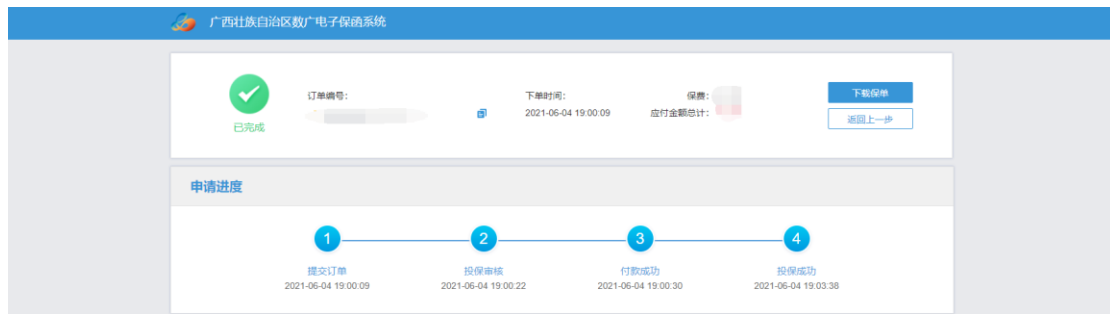 广西壮族自治区数广电子保函系统
已完成
订单编号：
下单时间：
2021-06-04 19:00:09
保费：
应付金额总计：
下载保单
返回上一步
申请进度
1
2
3
4
提交订单
投保审核
付款成功
投保成功
2021-06-04 19:00:09
2021-06-04 19:00:22
2021-06-04 19:00:30
2021-06-04 19:03:38